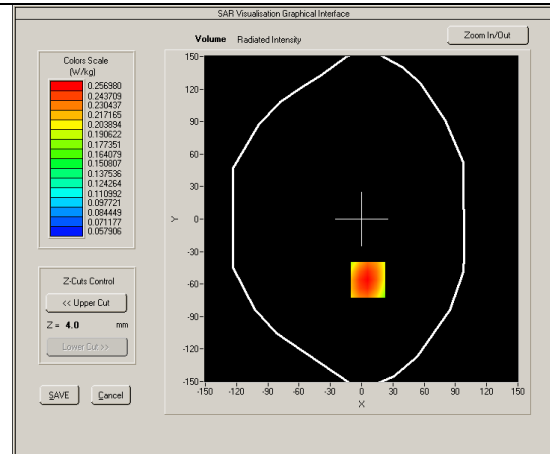 SAR Visualisation Graphical Interface
Volume Radiated Intensity
Zoom In/Out
Colors Scale
(W/kg)
0.256980
0.243709
0.230437
0.217165
0.203894
0.190622
0.177351
0.164079
0.150807
0.137536
0.124264
0.110992
0.097721
0.084449
0.071177
0.057906
Z-Cuts Control
<< Upper Cut
Z = 4.0 mm
Lower Cut >>
SAVE Cancel
150
120
90
60
30
Y 0
-30
-60
-90
-120
-150
-150 -120 -90 -60 -30 0 30 60 90 120 150
X